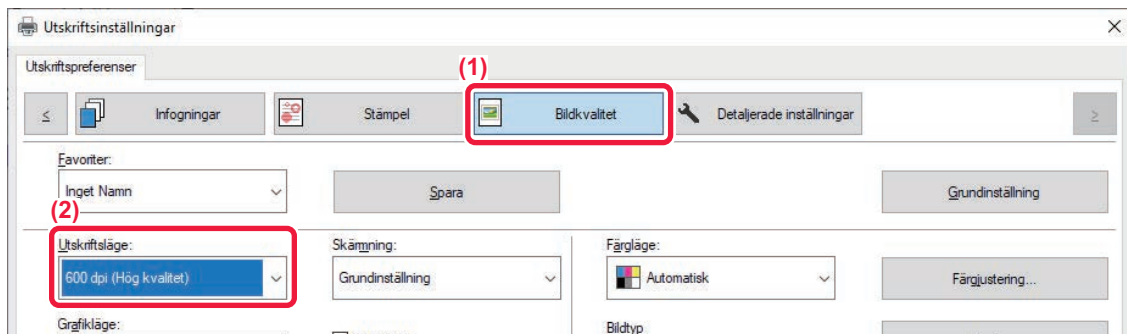 Utskriftsinställningar
Utskriftspreferenser
(1)
Infogningar
Stämpel
Bildkvalitet
Detaljerade inställningar
Favoriter:
Inget Namn
Spara
Grundinställning
(2)
Utskriftsläge:
Skärmning:
Färgläge:
600 dpi (Hög kvalitet)
Grundinställning
Automatisk
Färgjustering...
Grafikläge:
Bildtyp